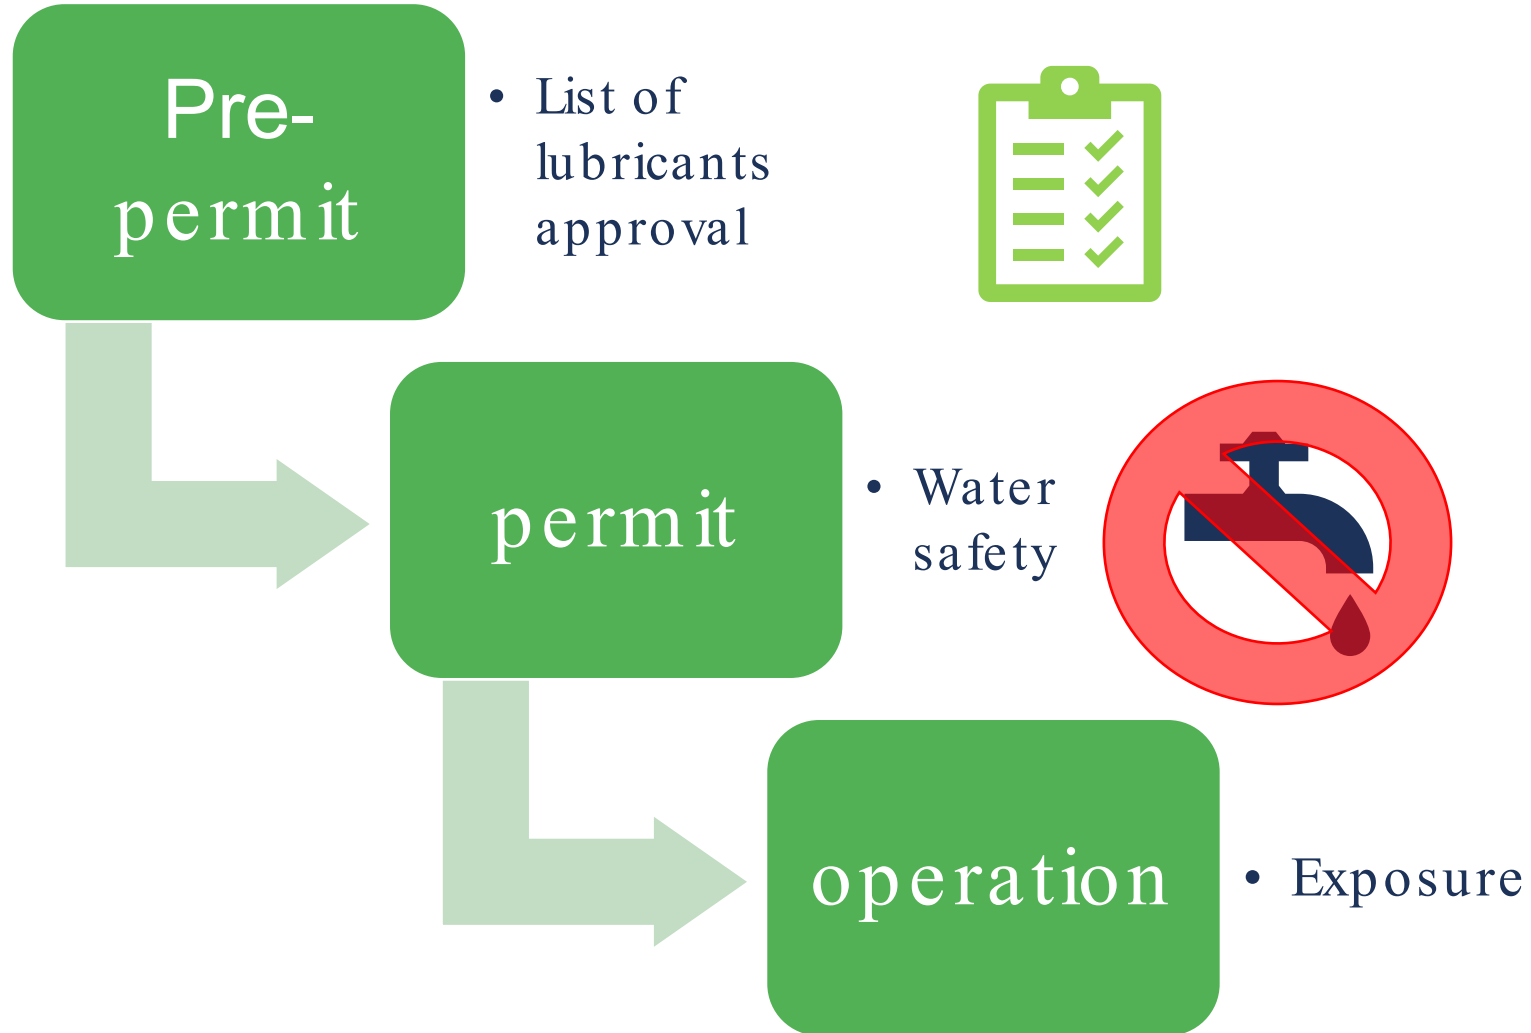 Pre-
permit
• List of
lubricants
approval
permit
• Water
safety
operation
• Exposure